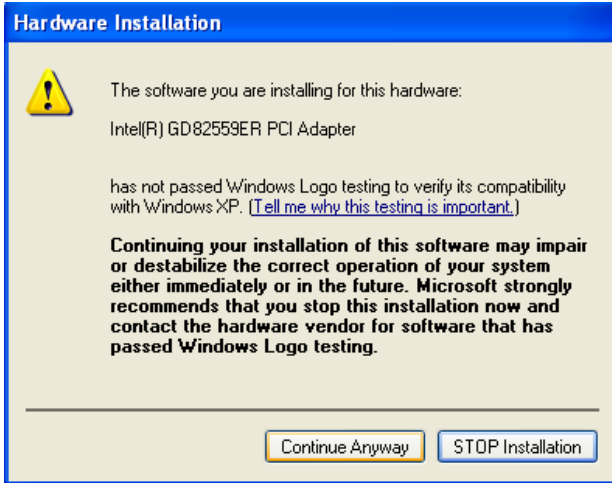 Hardware Installation
The software you are installing for this hardware:
Intel(R) GD82559ER PCI Adapter
has not passed Windows Logo testing to verify its compatibility
with Windows XP. (Tell me why this testing is important.)
Continuing your installation of this software may impair
or destabilize the correct operation of your system
either immediately or in the future. Microsoft strongly
recommends that you stop this installation now and
contact the hardware vendor for software that has
passed Windows Logo testing.
Continue Anyway STOP Installation